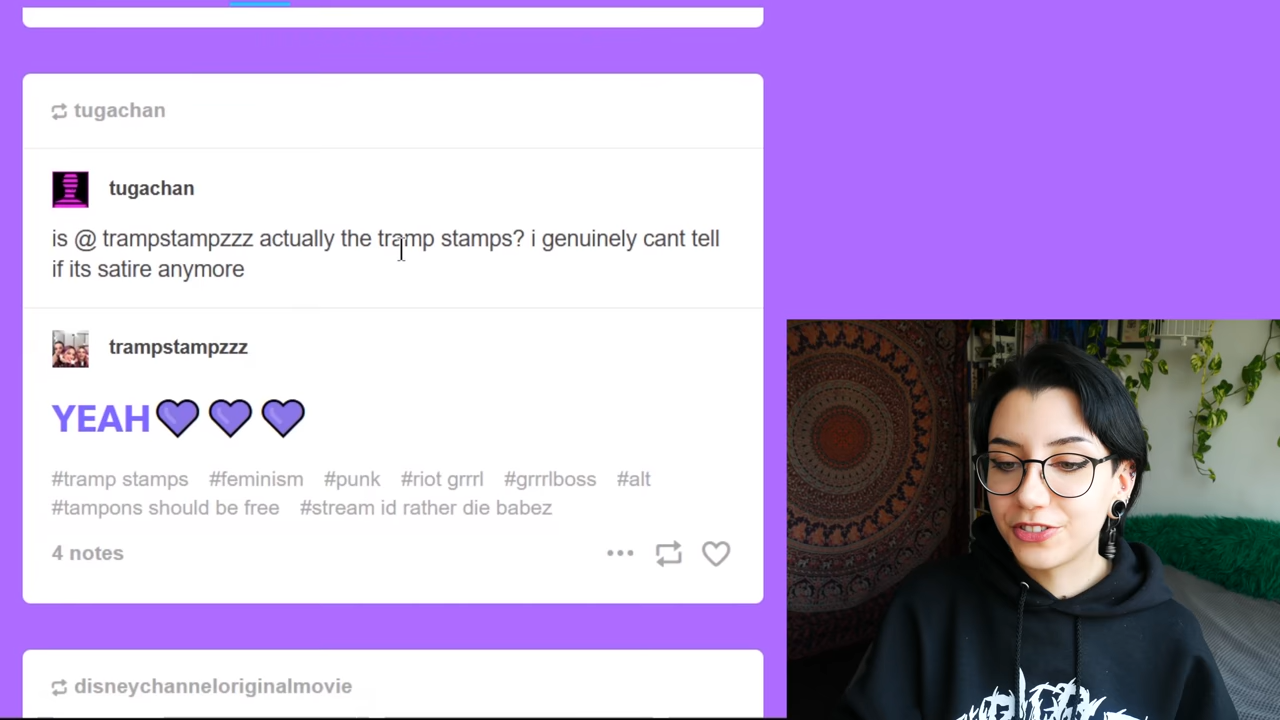 tugachan
tugachan
is @ trampstampzzz actually the tramp stamps? i genuinely cant tell
if its satire anymore
trampstampzzz
YEAH💜💜💜
#tramp stamps #feminism #punk #riot grrrl #grrrlboss #alt
#tampons should be free #stream id rather die babez
4 notes
disneychanneloriginalmovie